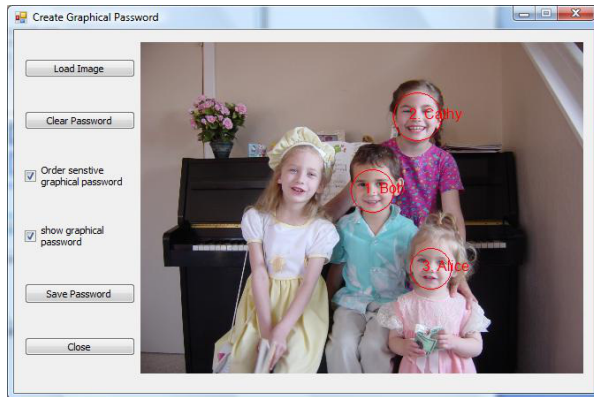 Create Graphical Password
Load Image
Clear Password
Order senstive
graphical password
show graphical
password
Save Password
Close
2. Cathy
1. Bob
3. Alice